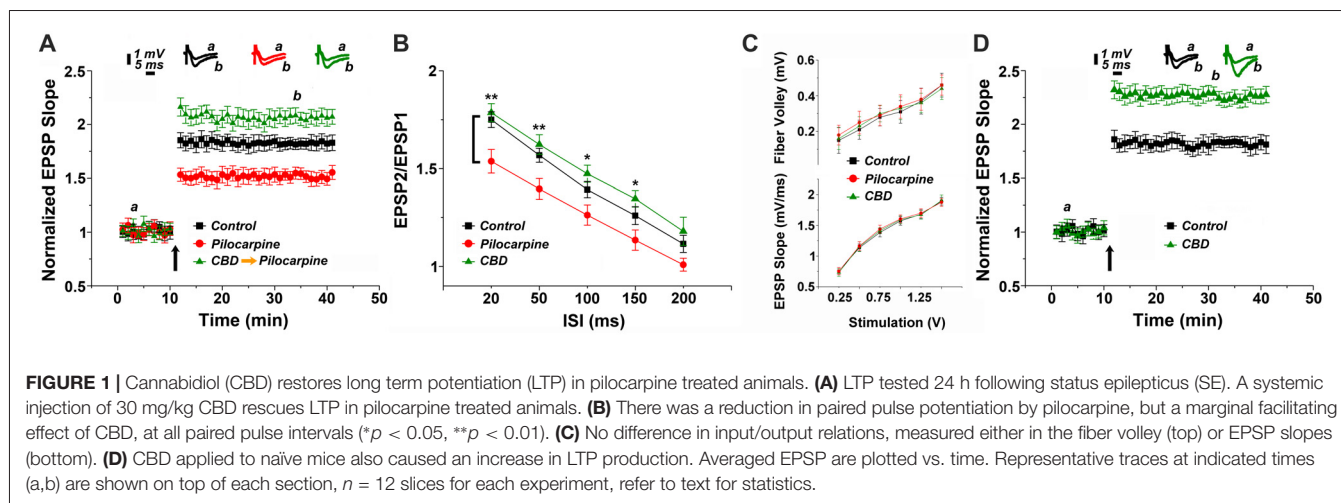 A
1 mV
5 ms
a
b
a
b
a
b
b
a
Normalized EPSP Slope
2.5
2.0
1.5
1
0.5
Control
Pilocarpine
CBD → Pilocarpine
0 10 20 30 40 50
Time (min)
B
EPSP2/EPSP1
2
1.5
1
**
**
*
*
Control
Pilocarpine
CBD
20 50 100 150 200
ISI (ms)
C
Fiber Volley (mV)
0.6
0.4
0.2
Control
Pilocarpine
CBD
EPSP Slope (mV/ms)
2
1.5
1
0.5
0.25 0.75 1.25
Stimulation (V)
D
1 mV
5 ms
a
b
a
b
b
a
Normalized EPSP Slope
2.5
2.0
1.5
1
0.5
Control
CBD
0 10 20 30 40 50
Time (min)
FIGURE 1 | Cannabidiol (CBD) restores long term potentiation (LTP) in pilocarpine treated animals. (A) LTP tested 24 h following status epilepticus (SE). A systemic
injection of 30 mg/kg CBD rescues LTP in pilocarpine treated animals. (B) There was a reduction in paired pulse potentiation by pilocarpine, but a marginal facilitating
effect of CBD, at all paired pulse intervals (*p < 0.05, **p < 0.01). (C) No difference in input/output relations, measured either in the fiber volley (top) or EPSP slopes
(bottom). (D) CBD applied to naïve mice also caused an increase in LTP production. Averaged EPSP are plotted vs. time. Representative traces at indicated times
(a,b) are shown on top of each section, n = 12 slices for each experiment, refer to text for statistics.